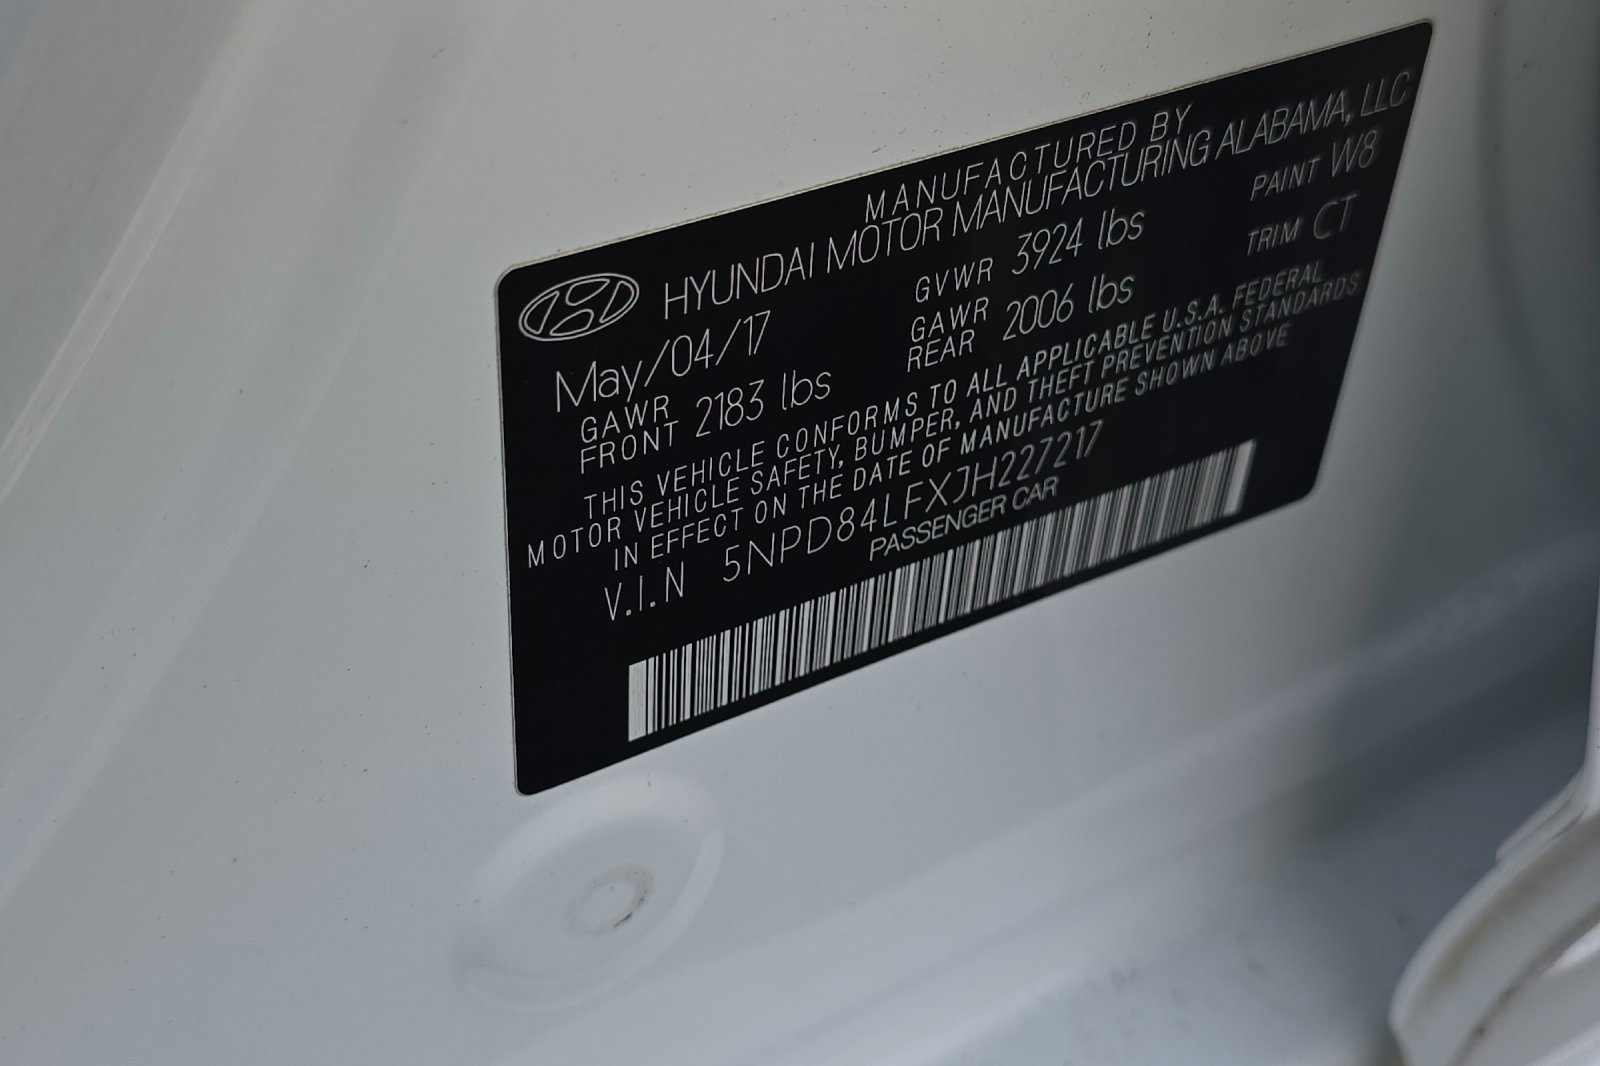 MANUFACTURED BY
HYUNDAI MOTOR MANUFACTURING ALABAMA, LLC
May/04/17 GVWR 3924 lbs PAINT W8
GAWR FRONT 2183 lbs GAWR REAR 2006 lbs TRIM CT
THIS VEHICLE CONFORMS TO ALL APPLICABLE U.S.A. FEDERAL
MOTOR VEHICLE SAFETY, BUMPER, AND THEFT PREVENTION STANDARDS
IN EFFECT ON THE DATE OF MANUFACTURE SHOWN ABOVE
V.I.N 5NPD84LFXJH227217
PASSENGER CAR